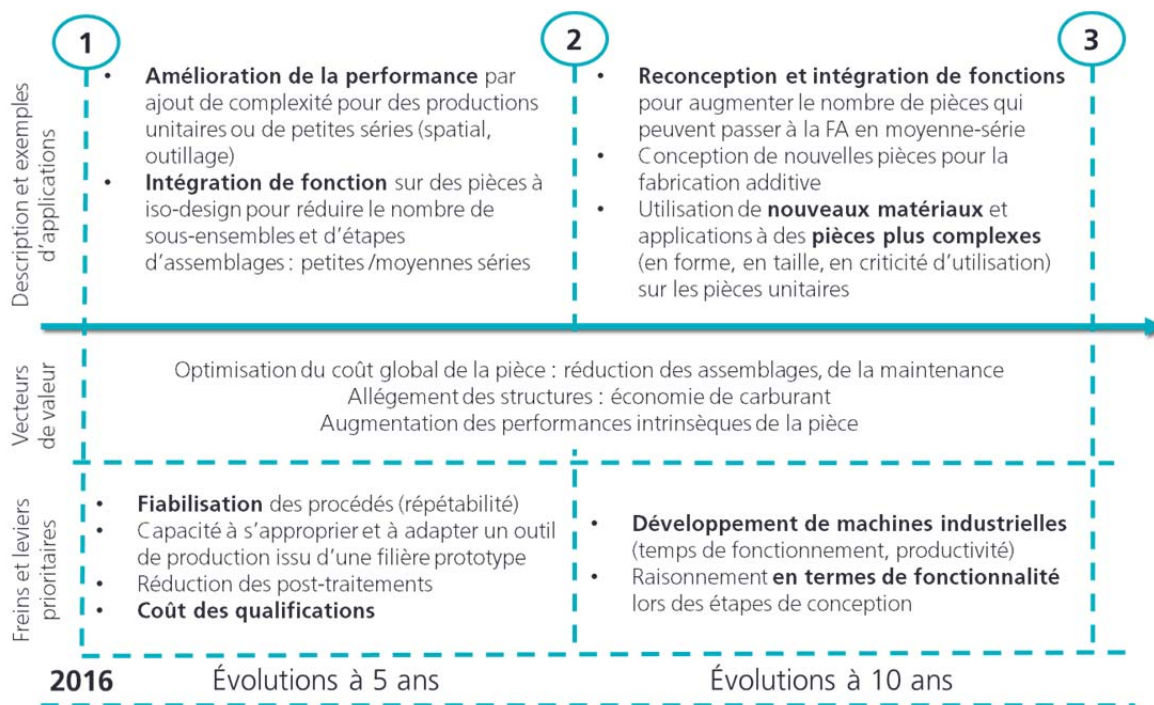 1
2
3
Description et exemples
d'applications
• Amélioration de la performance par
ajout de complexité pour des productions
unitaires ou de petites séries (spatial,
outillage)
• Intégration de fonction sur des pièces à
iso-design pour réduire le nombre de
sous-ensembles et d'étapes
d'assemblages : petites/moyennes séries
• Reconception et intégration de fonctions
pour augmenter le nombre de pièces qui
peuvent passer à la FA en moyenne-série
• Conception de nouvelles pièces pour la
fabrication additive
• Utilisation de nouveaux matériaux et
applications à des pièces plus complexes
(en forme, en taille, en criticité d'utilisation)
sur les pièces unitaires
Vecteurs
de valeur
Optimisation du coût global de la pièce : réduction des assemblages, de la maintenance
Allégement des structures : économie de carburant
Augmentation des performances intrinsèques de la pièce
Freins et leviers
prioritaires
• Fiabilisation des procédés (répétabilité)
• Capacité à s'approprier et à adapter un outil
de production issu d'une filière prototype
• Réduction des post-traitements
• Coût des qualifications
• Développement de machines industrielles
(temps de fonctionnement, productivité)
• Raisonnement en termes de fonctionnalité
lors des étapes de conception
2016
Évolutions à 5 ans
Évolutions à 10 ans